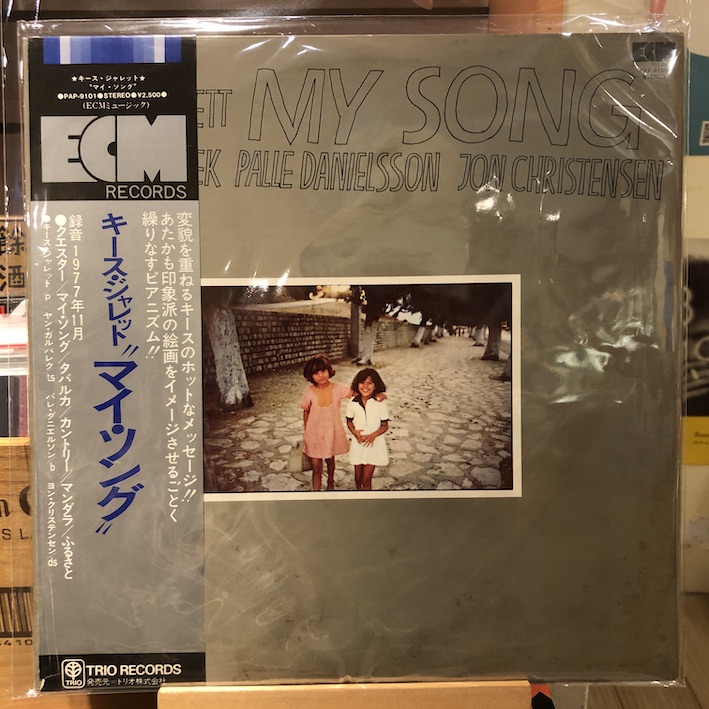 ★キース・ジャレット★
"マイ・ソング"
●PAP-9101●STEREO●¥2,500●
(ECMミュージック)
ECM
RECORDS
変貌を重ねるキースのホットなメッセージ!!
あたかも印象派の絵画をイメージさせるごとく
繰りなすピアニズム!!
キース・ジャレット"マイ・ソング"
録音 1977年11月
●クエスター/マイ・ソング/タバルカ/カントリー/マンダラ/ふるさと
●キース・ジャレット・p ヤン・ガルバレク・ts パレ・ダニエルソン・b ヨン・クリステンセン・ds
TRIO
TRIO RECORDS
発売元―トリオ株式会社
ETT MY SONG
EK PALLE DANIELSSON JON CHRISTENSEN
ECM
PAP-9101
酒